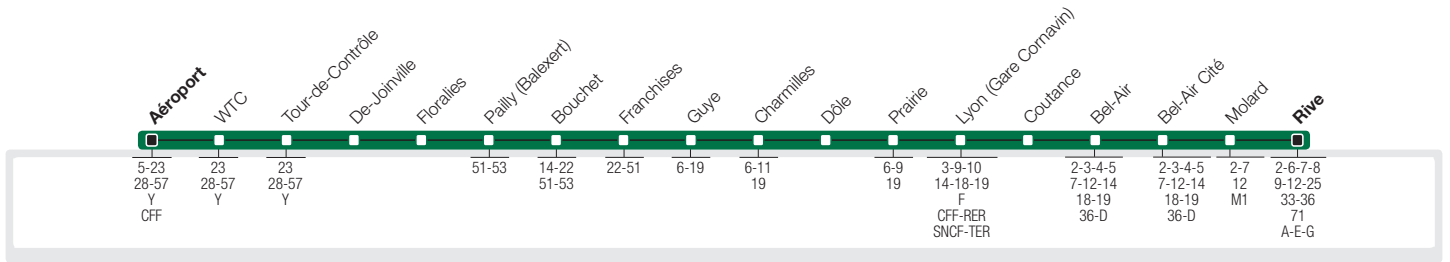 Aéroport
WTC
Tour-de-Contrôle
De-Joinville
Floralies
Pailly (Balexert)
Bouchet
Franchises
Guye
Charmilles
Dôle
Prairie
Lyon (Gare Cornavin)
Coutance
Bel-Air
Bel-Air Cité
Molard
Rive
5-23
28-57
Y
CFF
23
28-57
Y
23
28-57
Y
51-53
14-22
51-53
22-51
6-19
6-11
19
6-9
19
3-9-10
14-18-19
F
CFF-RER
SNCF-TER
2-3-4-5
7-12-14
18-19
36-D
2-3-4-5
7-12-14
18-19
36-D
2-7
12
M1
2-6-7-8
9-12-25
33-36
71
A-E-G